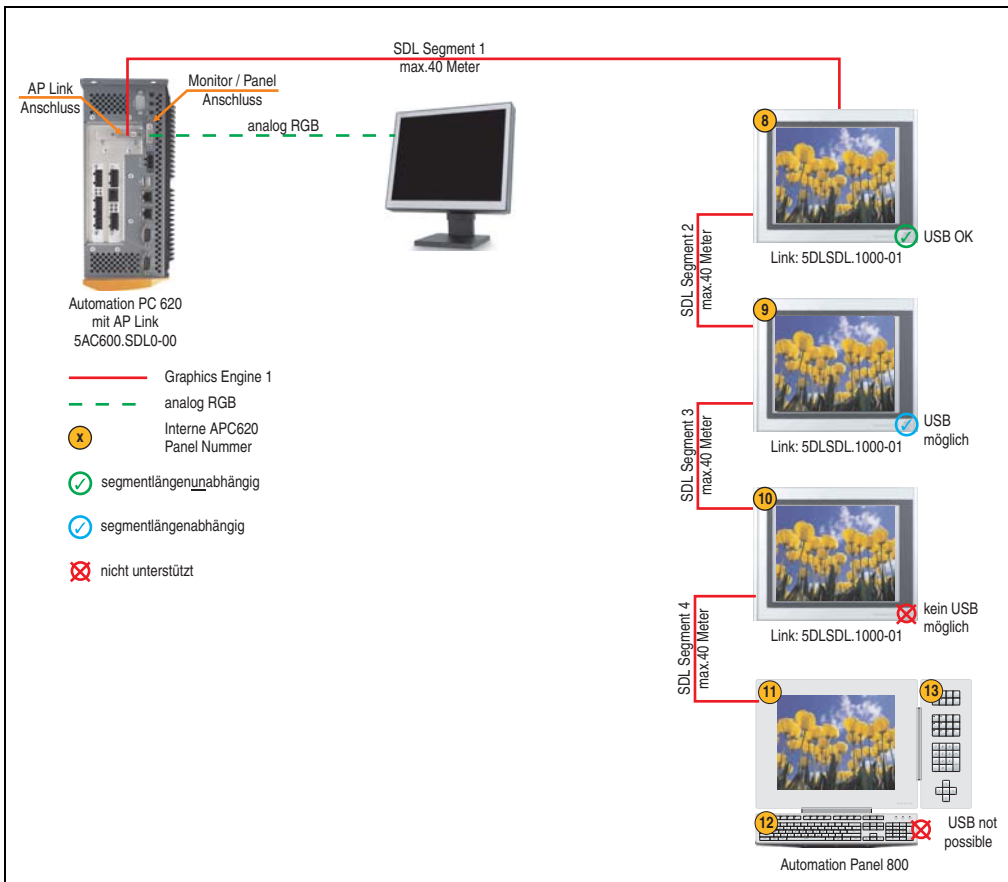 SDL Segment 1
max.40 Meter
AP Link
Anschluss
Monitor / Panel
Anschluss
analog RGB
8
USB OK
Link: 5DLSDL.1000-01
SDL Segment 2
max.40 Meter
Automation PC 620
mit AP Link
5AC600.SDL0-00
9
USB
möglich
Link: 5DLSDL.1000-01
Graphics Engine 1
analog RGB
x
Interne APC620
Panel Nummer
segmentlängenunabhängig
segmentlängenabhängig
nicht unterstützt
SDL Segment 3
max.40 Meter
10
kein USB
möglich
Link: 5DLSDL.1000-01
SDL Segment 4
max.40 Meter
11
13
12
USB not
possible
Automation Panel 800